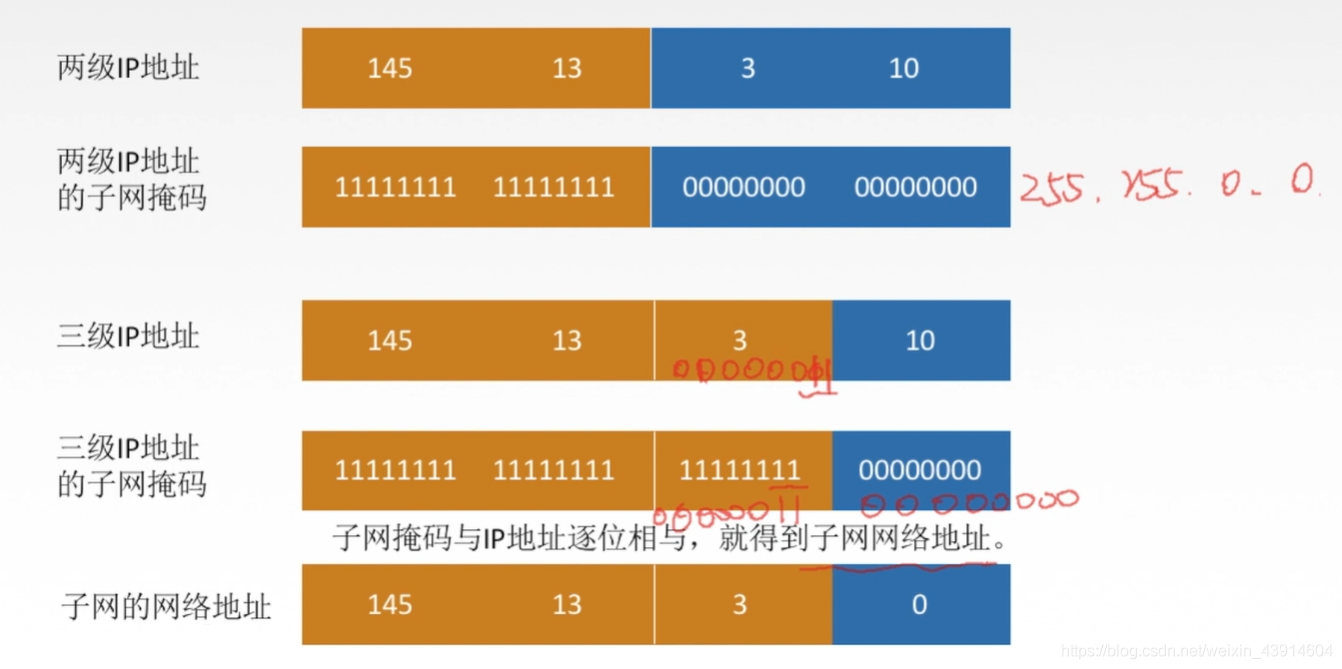 两级IP地址 145 13 3 10
两级IP地址
的子网掩码 11111111 11111111 00000000 00000000 255. 255. 0. 0.
三级IP地址 145 13 3 10
00000011
三级IP地址
的子网掩码 11111111 11111111 11111111 00000000
00000011 00000000
子网掩码与IP地址逐位相与，就得到子网网络地址。
子网的网络地址 145 13 3 0
https://blog.csdn.net/weixin_43914604